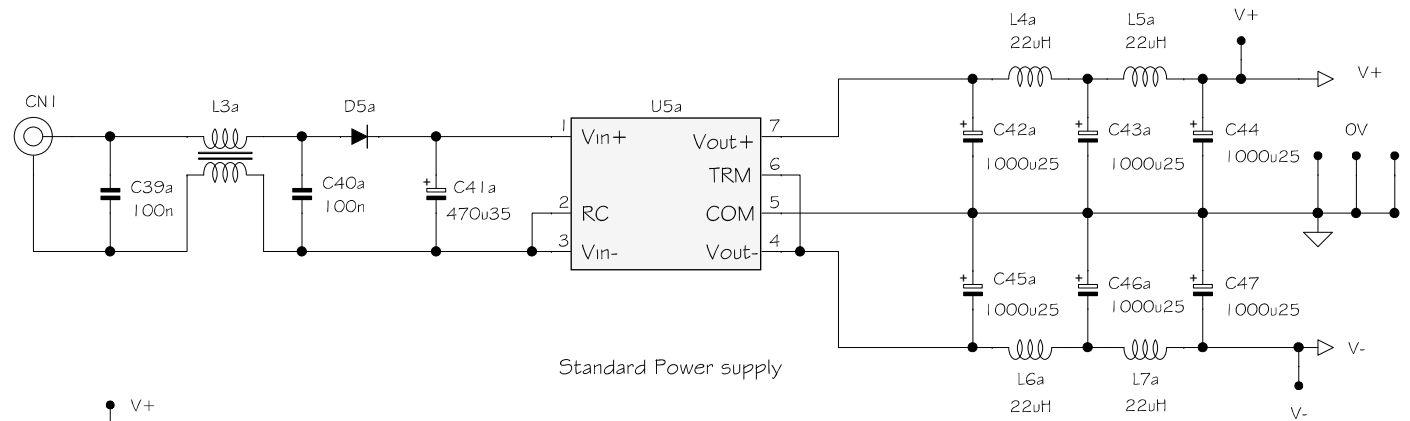 L4a
L5a
V+
22uH
22uH
V+
CN1
L3a
D5a
U5a
0V
1
Vin+
7
Vout+
C42a
C43a
C44
1000u25
1000u25
1000u25
6
TRM
C39a
100n
C40a
100n
C41a
470u35
2
RC
5
COM
3
Vin-
4
Vout-
C45a
C46a
C47
1000u25
1000u25
1000u25
Standard Power supply
V-
L6a
L7a
22uH
22uH
V-
V+
+
+
+
+
+
+
+